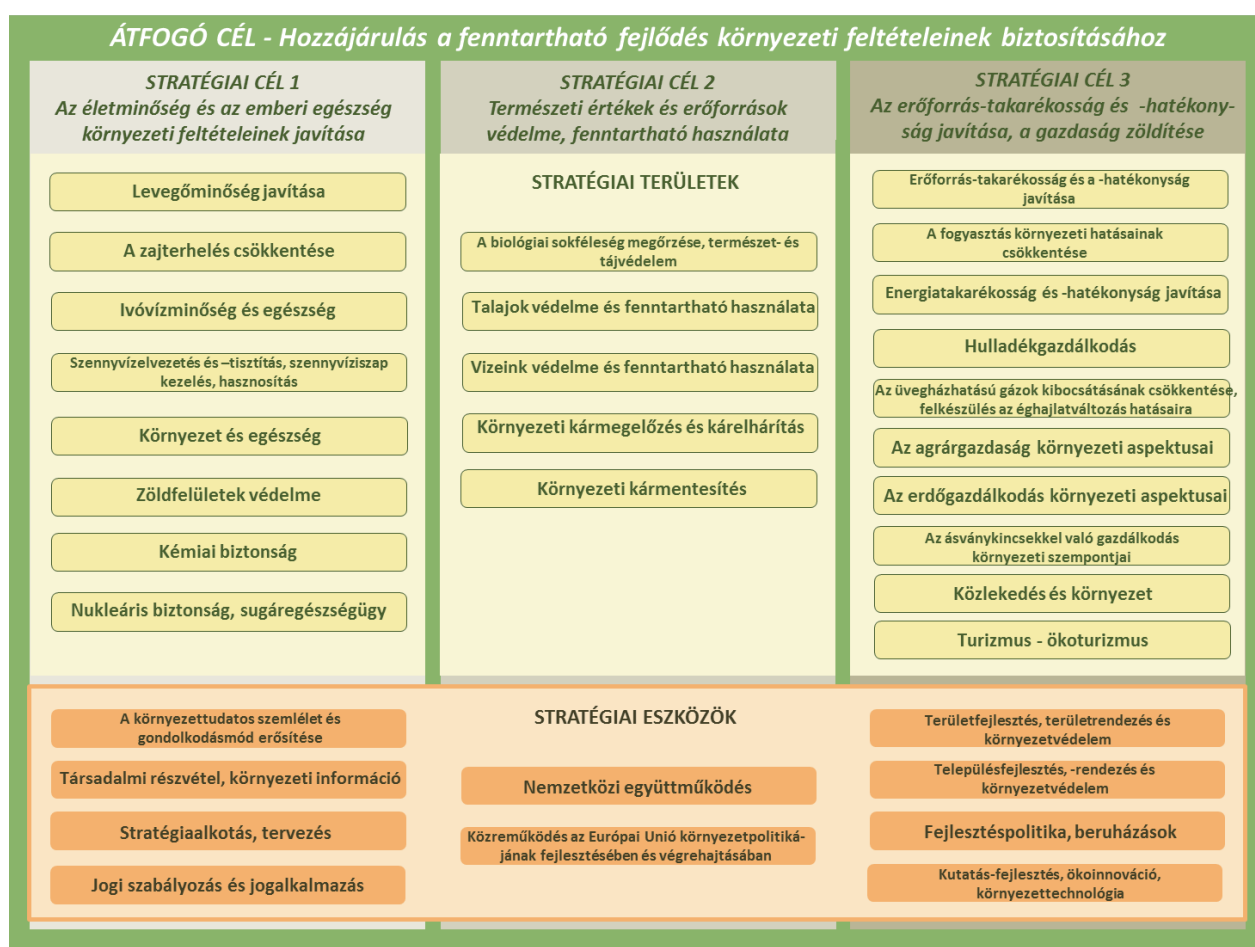 ÁTFOGÓ CÉL - Hozzájárulás a fenntartható fejlődés környezeti feltételeinek biztosításához
STRATÉGIAI CÉL 1
Az életminőség és az emberi egészség
környezeti feltételeinek javítása
STRATÉGIAI CÉL 2
Természeti értékek és erőforrások
védelme, fenntartható használata
STRATÉGIAI CÉL 3
Az erőforrás-takarékosság és -hatékony-
ság javítása, a gazdaság zöldítése
Levegőminőség javítása
A zajterhelés csökkentése
Ivóvízminőség és egészség
Szennyvízelvezetés és –tisztítás, szennyvíziszap
kezelés, hasznosítás
Környezet és egészség
Zöldfelületek védelme
Kémiai biztonság
Nukleáris biztonság, sugáregészségügy
STRATÉGIAI TERÜLETEK
A biológiai sokféleség megőrzése, természet- és
tájvédelem
Talajok védelme és fenntartható használata
Vizeink védelme és fenntartható használata
Környezeti kármegelőzés és kárelhárítás
Környezeti kármentesítés
Erőforrás-takarékosság és a -hatékonyság
javítása
A fogyasztás környezeti hatásainak
csökkentése
Energiatakarékosság és -hatékonyság javítása
Hulladékgazdálkodás
Az üvegházhatású gázok kibocsátásának csökkentése,
felkészülés az éghajlatváltozás hatásaira
Az agrárgazdaság környezeti aspektusai
Az erdőgazdálkodás környezeti aspektusai
Az ásványkincsekkel való gazdálkodás
környezeti szempontjai
Közlekedés és környezet
Turizmus - ökoturizmus
A környezettudatos szemlélet és
gondolkodásmód erősítése
Társadalmi részvétel, környezeti információ
Stratégiaalkotás, tervezés
Jogi szabályozás és jogalkalmazás
STRATÉGIAI ESZKÖZÖK
Nemzetközi együttműködés
Közreműködés az Európai Unió környezetpolitiká-
jának fejlesztésében és végrehajtásában
Területfejlesztés, területrendezés és
környezetvédelem
Településfejlesztés, -rendezés és
környezetvédelem
Fejlesztéspolitika, beruházások
Kutatás-fejlesztés, ökoinnováció,
környezettechnológia